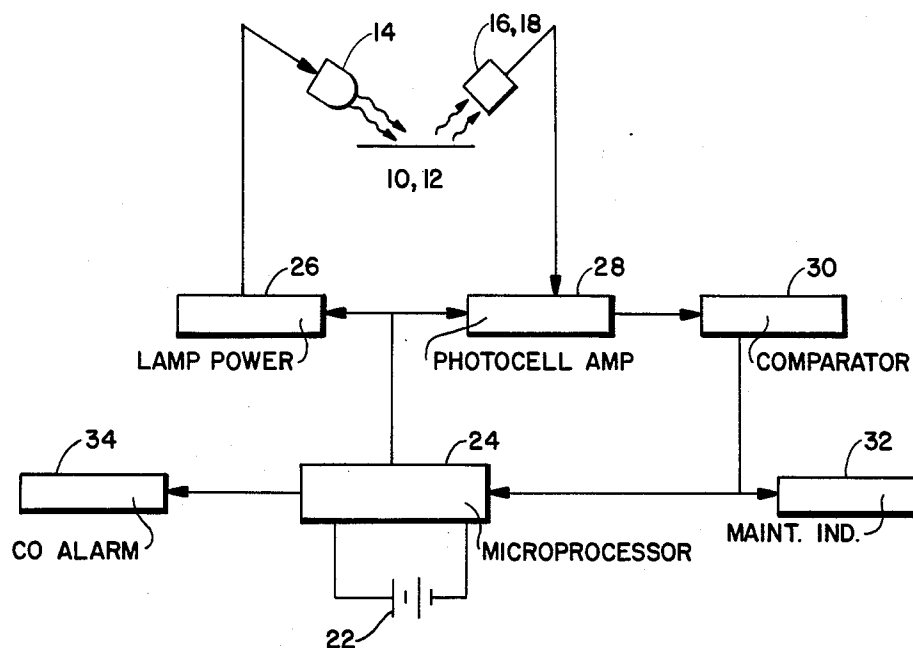 14
16,18
10,12
26
28
30
LAMP POWER
PHOTOCELL AMP
COMPARATOR
34
24
32
CO ALARM
MICROPROCESSOR
MAINT. IND.
22